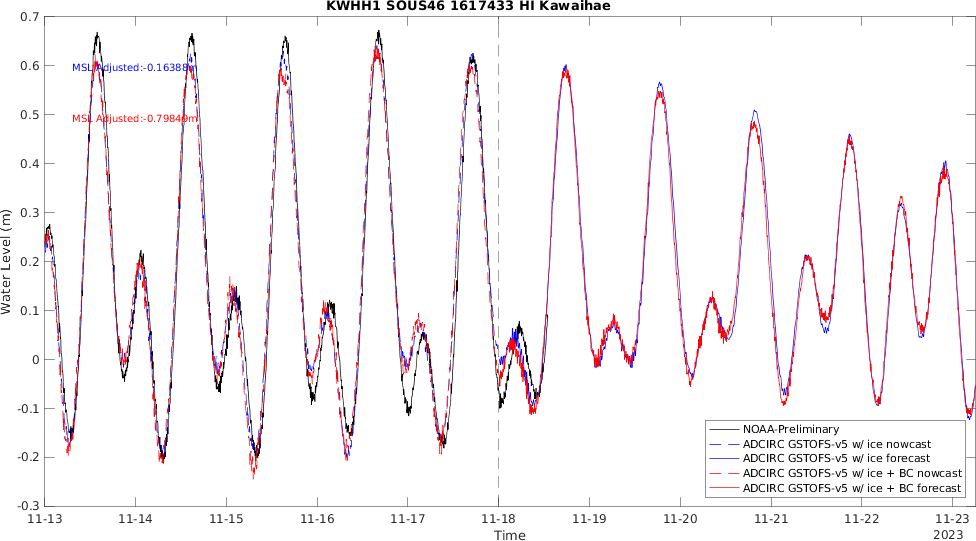 KWHH1 SOUS46 1617433 HI Kawaihae
0.7
0.6
0.5
0.4
0.3
0.2
0.1
0
-0.1
-0.2
-0.3
Water Level (m)
MSL Adjusted:-0.16388m
MSL Adjusted:-0.79849m
NOAA-Preliminary
ADCIRC GSTOFS-v5 w/ ice nowcast
ADCIRC GSTOFS-v5 w/ ice forecast
ADCIRC GSTOFS-v5 w/ ice + BC nowcast
ADCIRC GSTOFS-v5 w/ ice + BC forecast
11-13 11-14 11-15 11-16 11-17 11-18 11-19 11-20 11-21 11-22 11-23
Time
2023